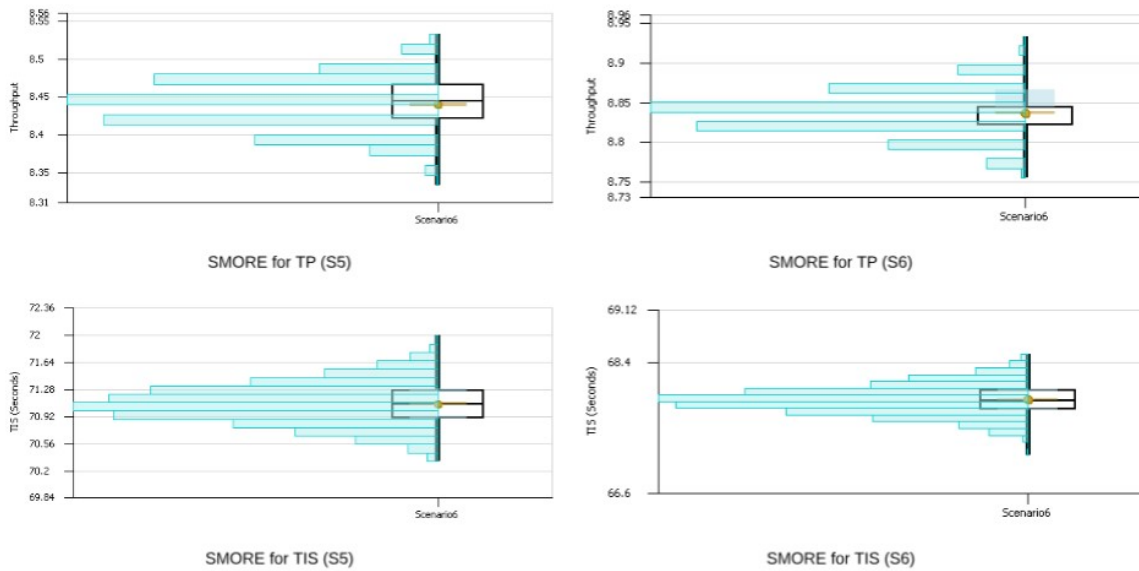 8.56
8.55
8.5
8.45
8.4
8.35
8.31
Throughput
Scenario6
SMORE for TP (S5)
8.96
8.95
8.9
8.85
8.8
8.75
8.73
Throughput
Scenario6
SMORE for TP (S6)
72.36
72
71.64
71.28
70.92
70.56
70.2
69.84
TIS (Seconds)
Scenario6
SMORE for TIS (S5)
69.12
68.4
66.6
TIS (Seconds)
Scenario6
SMORE for TIS (S6)